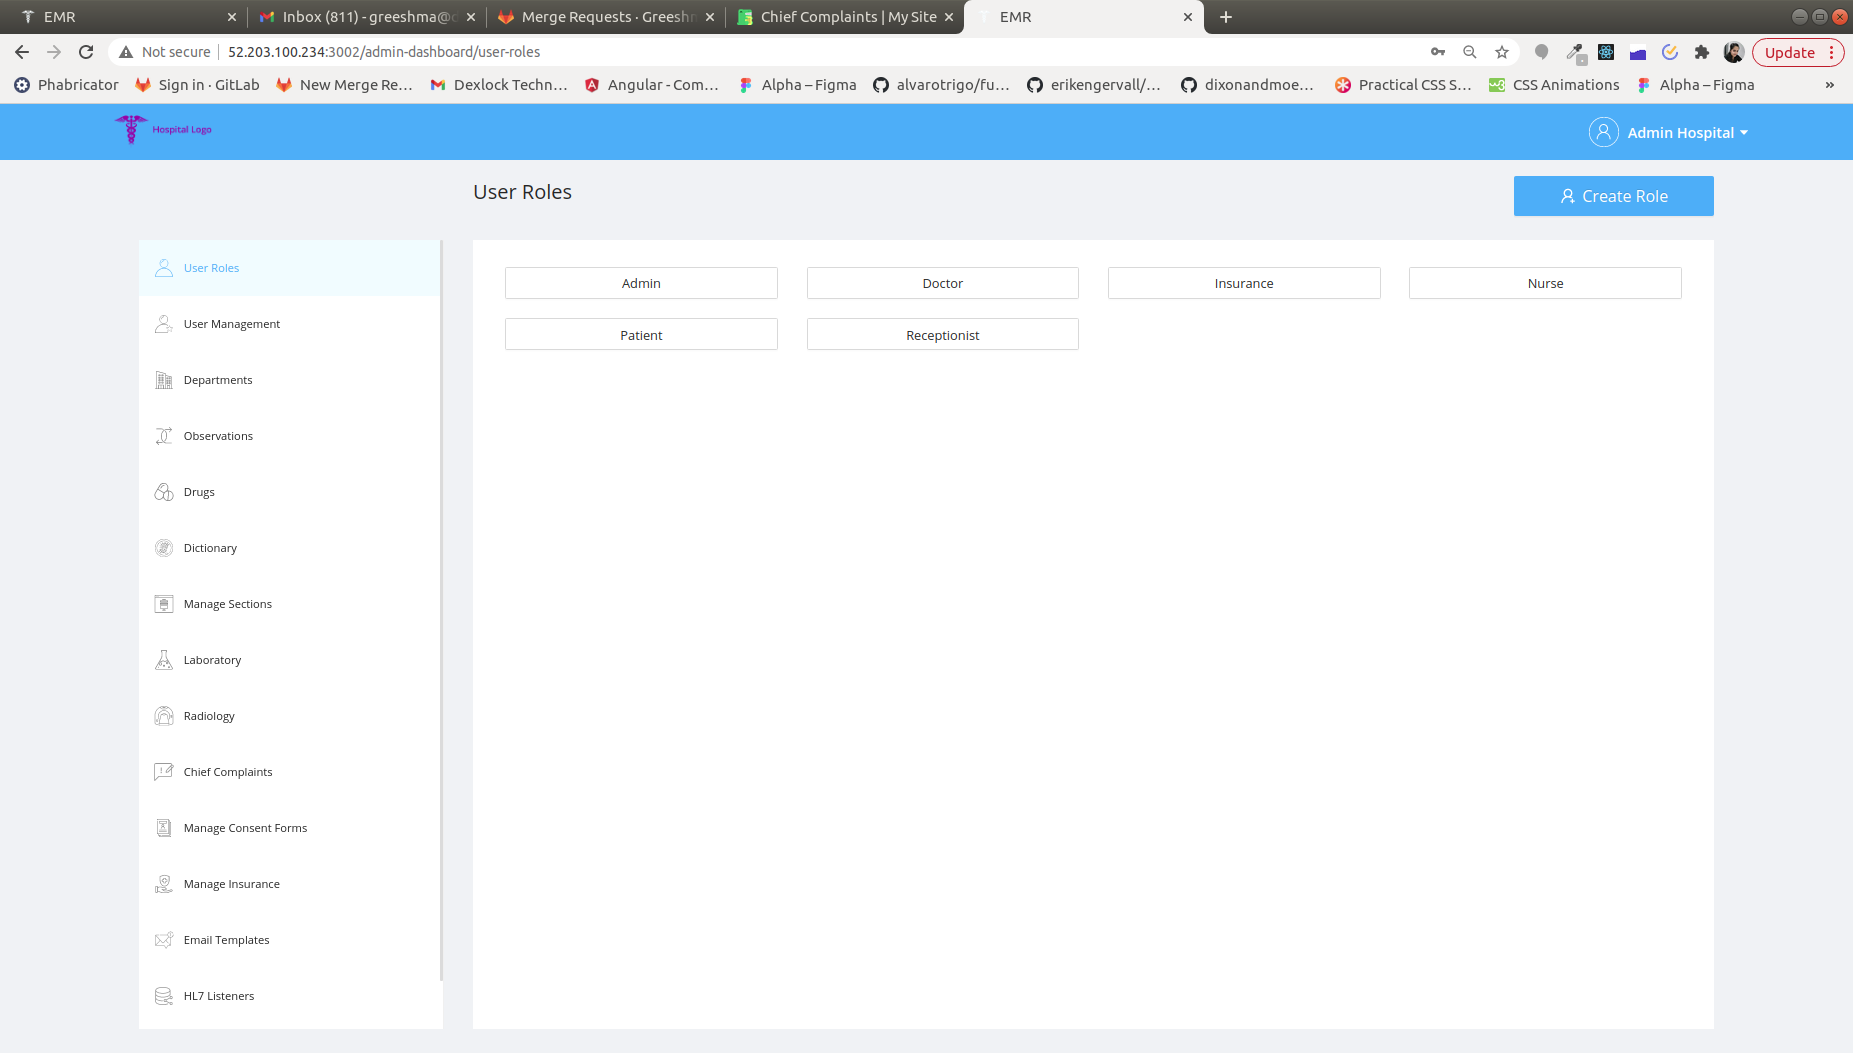 EMR
Inbox (811) - greeshma@
Merge Requests · Greeshm
Chief Complaints | My Site
EMR
Not secure
52.203.100.234:3002/admin-dashboard/user-roles
Update
Phabricator
Sign in · GitLab
New Merge Re...
Dexlock Techn...
Angular - Com...
Alpha – Figma
alvarotrigo/fu...
erikengervall/...
dixonandmoe...
Practical CSS S...
CSS Animations
Alpha – Figma
»
Hospital Logo
Admin Hospital
User Roles
Create Role
User Roles
User Management
Departments
Observations
Drugs
Dictionary
Manage Sections
Laboratory
Radiology
Chief Complaints
Manage Consent Forms
Manage Insurance
Email Templates
HL7 Listeners
Admin
Doctor
Insurance
Nurse
Patient
Receptionist